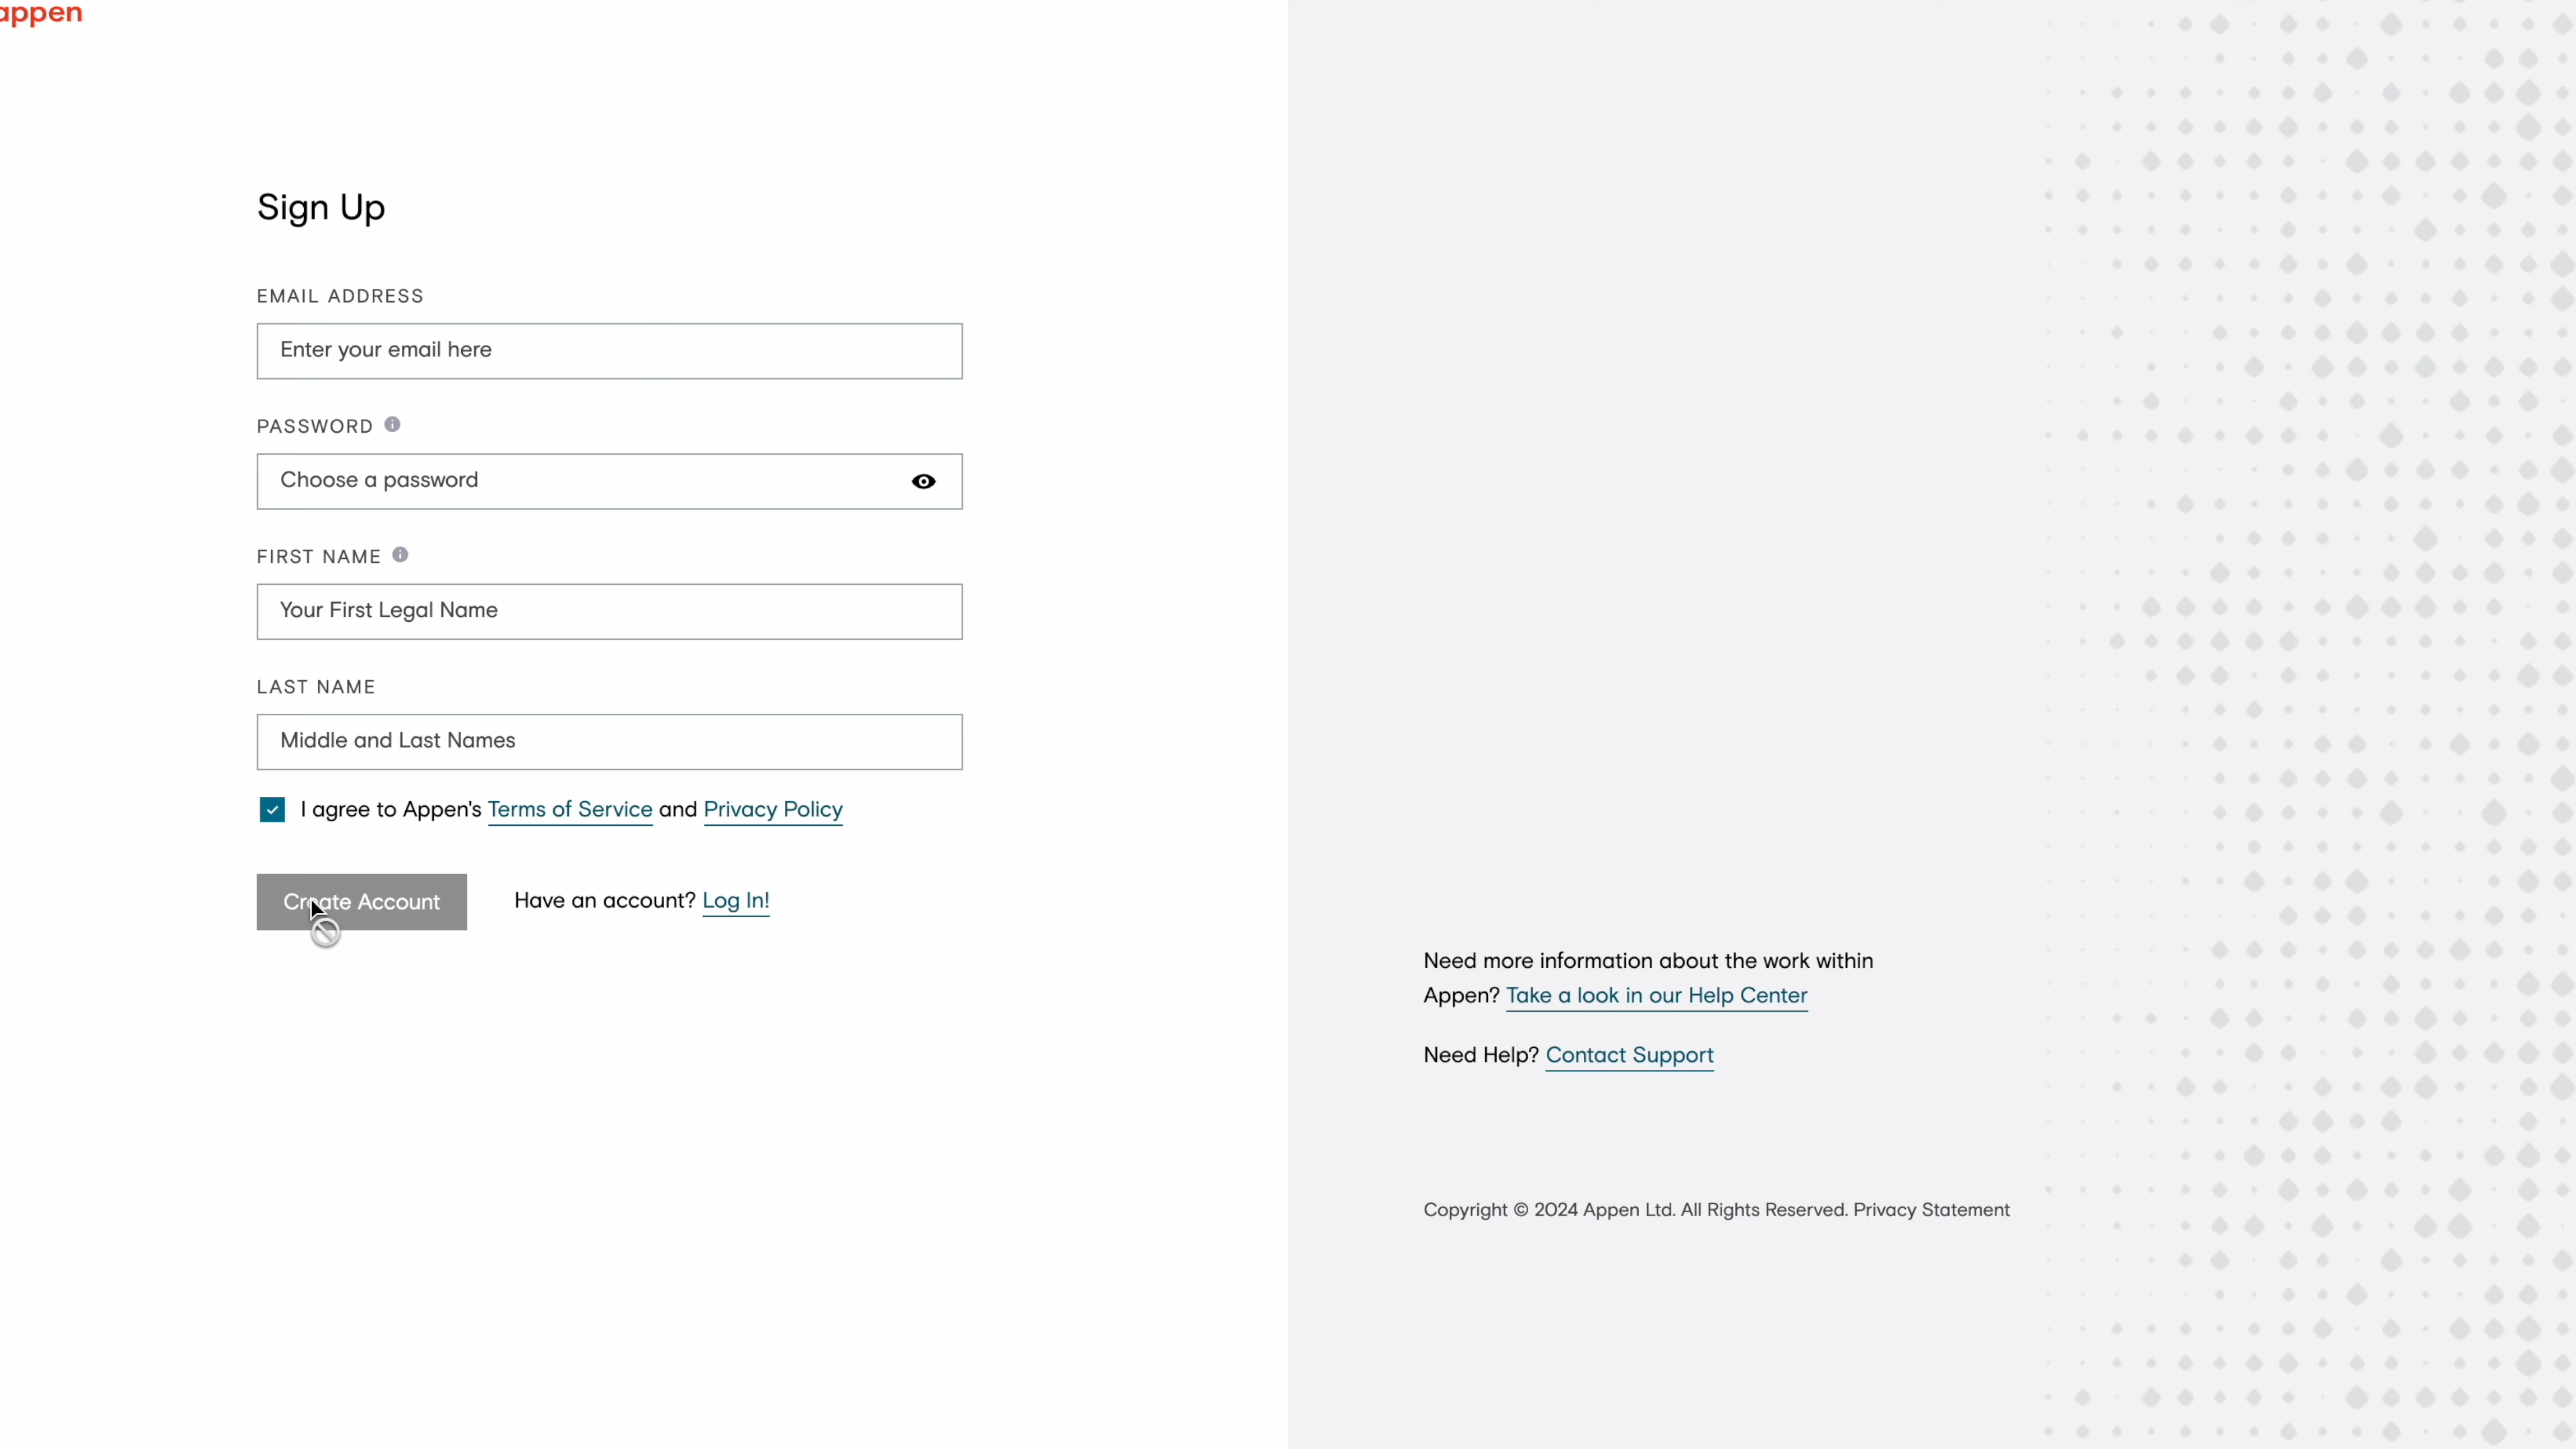 appen
Sign Up
EMAIL ADDRESS
Enter your email here
PASSWORD
Choose a password
FIRST NAME
Your First Legal Name
LAST NAME
Middle and Last Names
I agree to Appen's Terms of Service and Privacy Policy
Create Account
Have an account? Log In!
Need more information about the work within
Appen? Take a look in our Help Center
Need Help? Contact Support
Copyright © 2024 Appen Ltd. All Rights Reserved. Privacy Statement